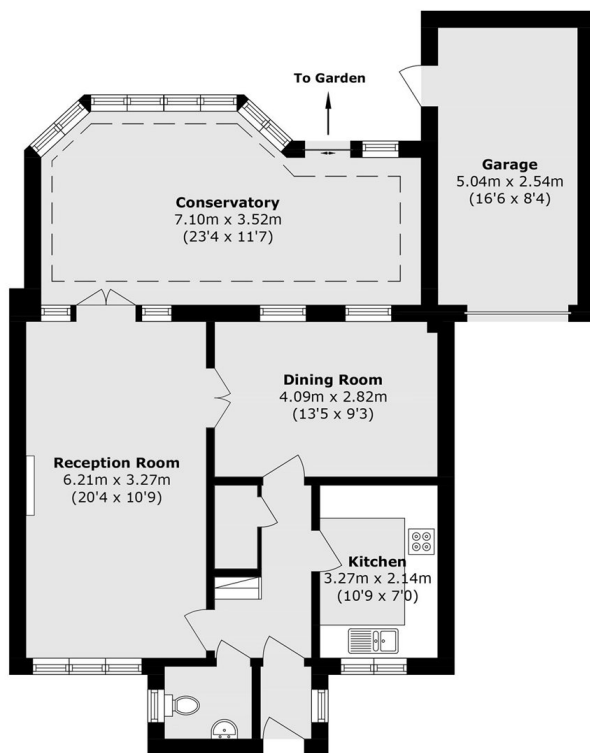 To Garden
Garage
5.04m x 2.54m
(16'6 x 8'4)
Conservatory
7.10m x 3.52m
(23'4 x 11'7)
Dining Room
4.09m x 2.82m
(13'5 x 9'3)
Reception Room
6.21m x 3.27m
(20'4 x 10'9)
Kitchen
3.27m x 2.14m
(10'9 x 7'0)